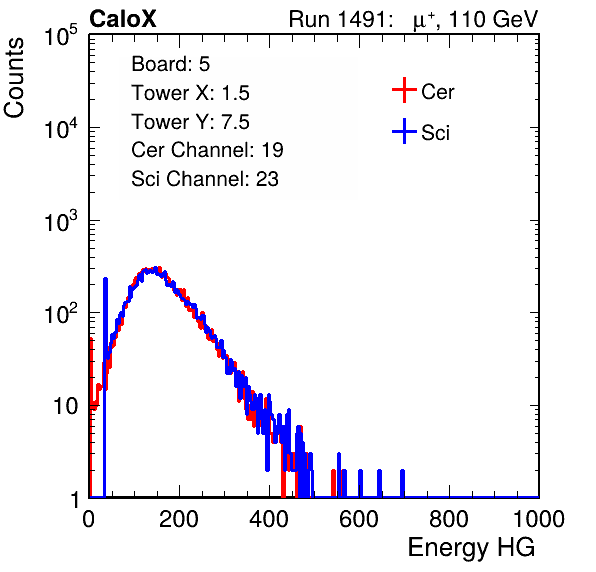 CaloX Run 1491: μ⁺, 110 GeV
Counts
Board: 5
Tower X: 1.5
Tower Y: 7.5
Cer Channel: 19
Sci Channel: 23
Cer
Sci
10⁵
10⁴
10³
10²
10
1
0 200 400 600 800 1000
Energy HG